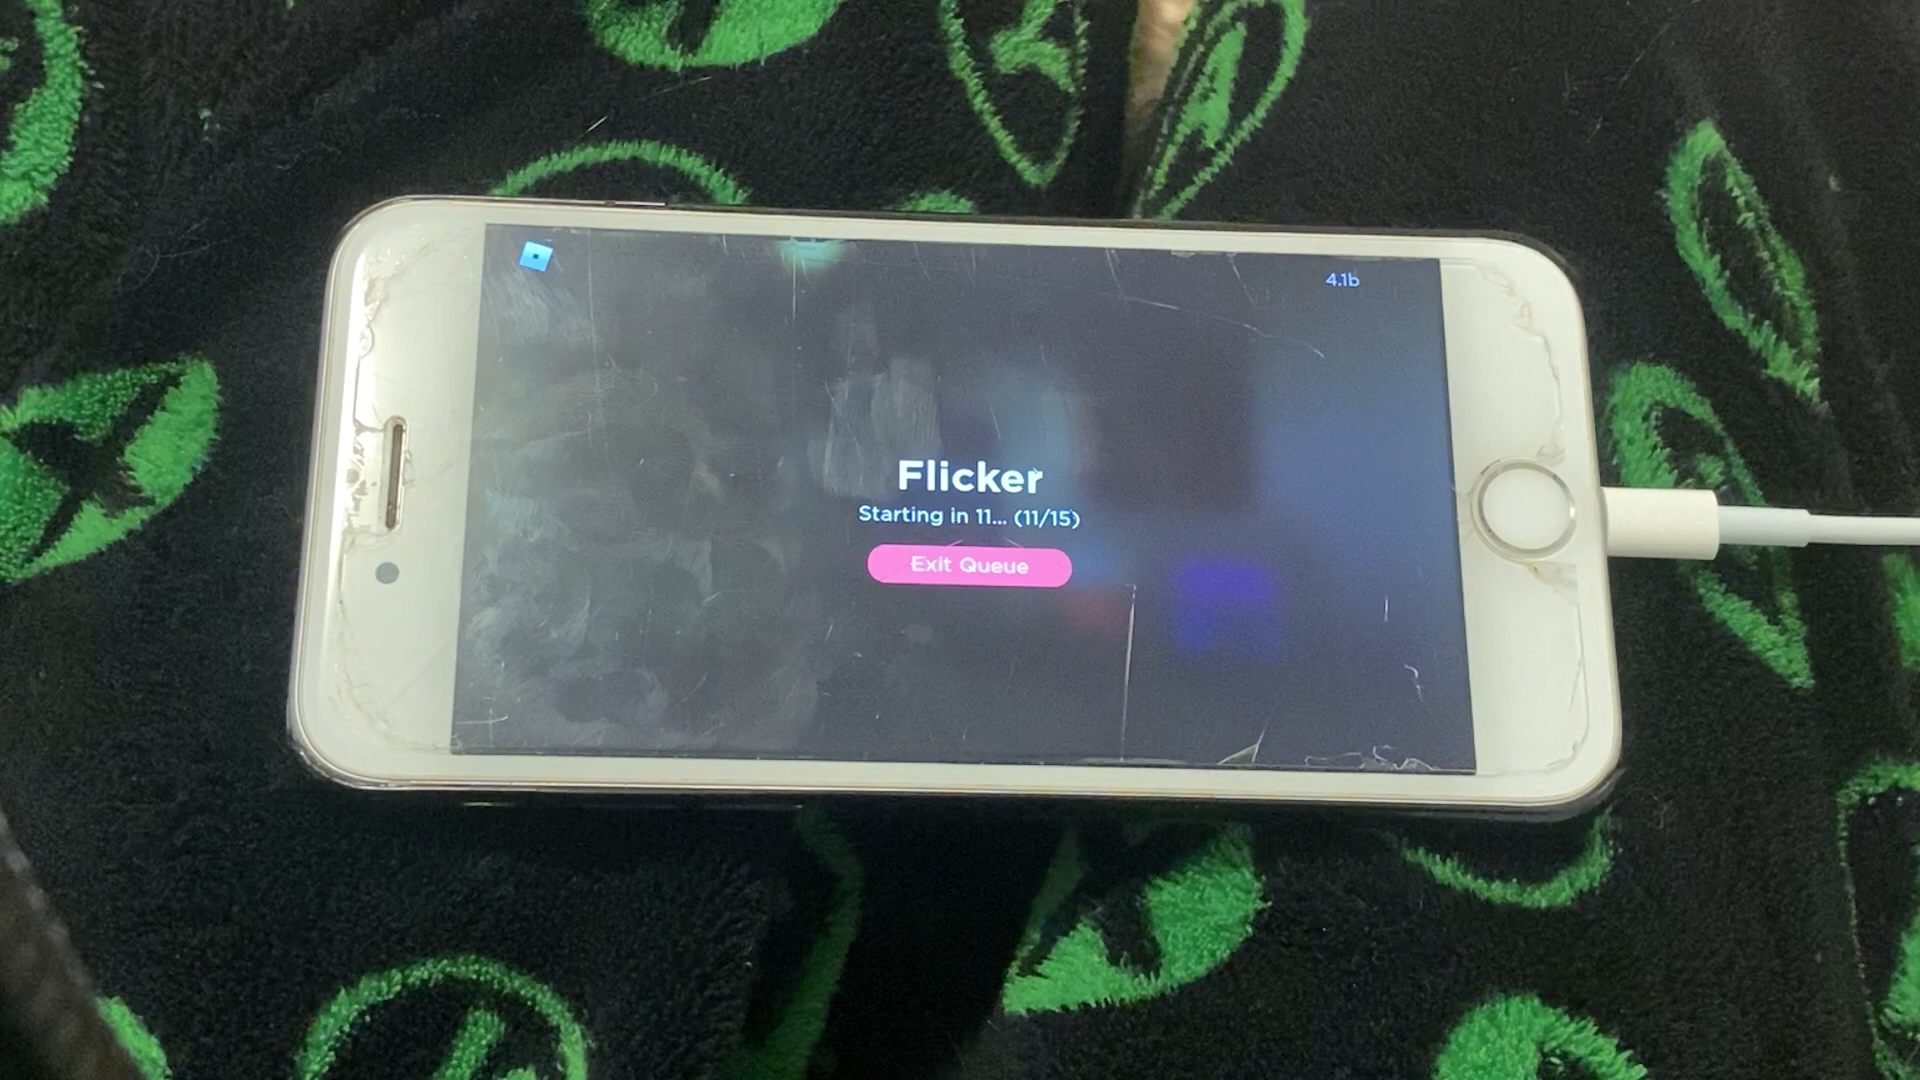 4.1b
Flicker
Starting in 11... (11/15)
Exit Queue